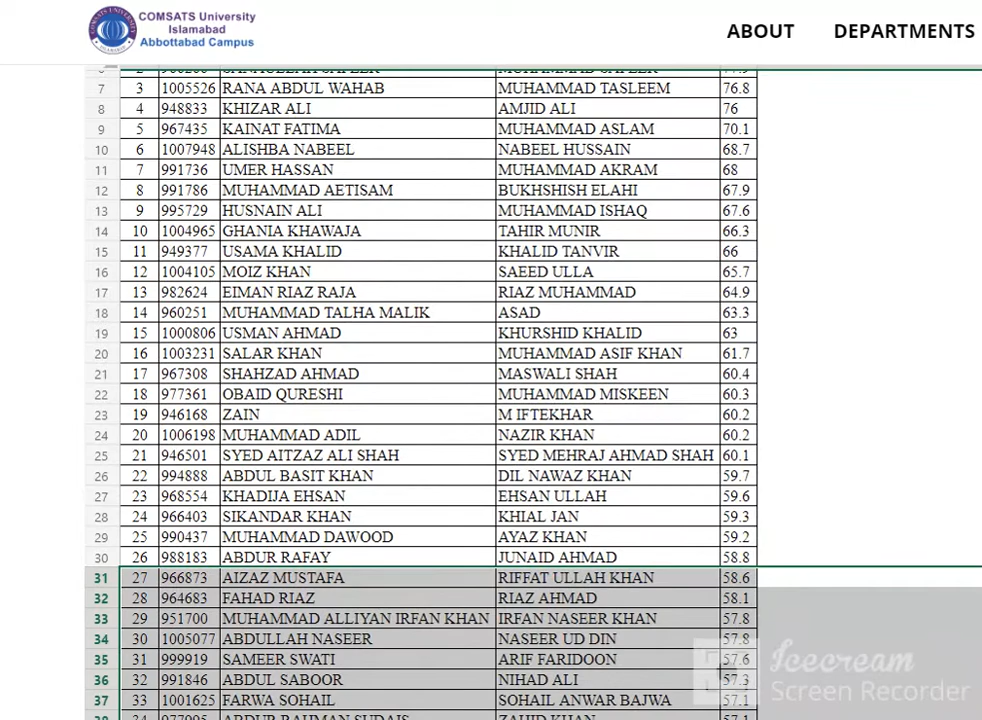 COMSATS University
Islamabad
Abbottabad Campus
ABOUT DEPARTMENTS
7 3 1005526 RANA ABDUL WAHAB MUHAMMAD TASLEEM 76.8
8 4 948833 KHIZAR ALI AMJID ALI 76
9 5 967435 KAINAT FATIMA MUHAMMAD ASLAM 70.1
10 6 1007948 ALISHBA NABEEL NABEEL HUSSAIN 68.7
11 7 991736 UMER HASSAN MUHAMMAD AKRAM 68
12 8 991786 MUHAMMAD AETISAM BUKHSHISH ELAHI 67.9
13 9 995729 HUSNAIN ALI MUHAMMAD ISHAQ 67.6
14 10 1004965 GHANIA KHAWAJA TAHIR MUNIR 66.3
15 11 949377 USAMA KHALID KHALID TANVIR 66
16 12 1004105 MOIZ KHAN SAEED ULLA 65.7
17 13 982624 EIMAN RIAZ RAJA RIAZ MUHAMMAD 64.9
18 14 960251 MUHAMMAD TALHA MALIK ASAD 63.3
19 15 1000806 USMAN AHMAD KHURSHID KHALID 63
20 16 1003231 SALAR KHAN MUHAMMAD ASIF KHAN 61.7
21 17 967308 SHAHZAD AHMAD MASWALI SHAH 60.4
22 18 977361 OBAID QURESHI MUHAMMAD MISKEEN 60.3
23 19 946168 ZAIN M IFTEKHAR 60.2
24 20 1006198 MUHAMMAD ADIL NAZIR KHAN 60.2
25 21 946501 SYED AITZAZ ALI SHAH SYED MEHRAJ AHMAD SHAH 60.1
26 22 994888 ABDUL BASIT KHAN DIL NAWAZ KHAN 59.7
27 23 968554 KHADIJA EHSAN EHSAN ULLAH 59.6
28 24 966403 SIKANDAR KHAN KHIAL JAN 59.3
29 25 990437 MUHAMMAD DAWOOD AYAZ KHAN 59.2
30 26 988183 ABDUR RAFAY JUNAID AHMAD 58.8
31 27 966873 AIZAZ MUSTAFA RIFFAT ULLAH KHAN 58.6
32 28 964683 FAHAD RIAZ RIAZ AHMAD 58.1
33 29 951700 MUHAMMAD ALLIYAN IRFAN KHAN IRFAN NASEER KHAN 57.8
34 30 1005077 ABDULLAH NASEER NASEER UD DIN 57.8
35 31 999919 SAMEER SWATI ARIF FARIDOON 57.6
36 32 991846 ABDUL SABOOR NIHAD ALI 57.3
37 33 1001625 FARWA SOHAIL SOHAIL ANWAR BAJWA 57.1
Icecream
Screen Recorder